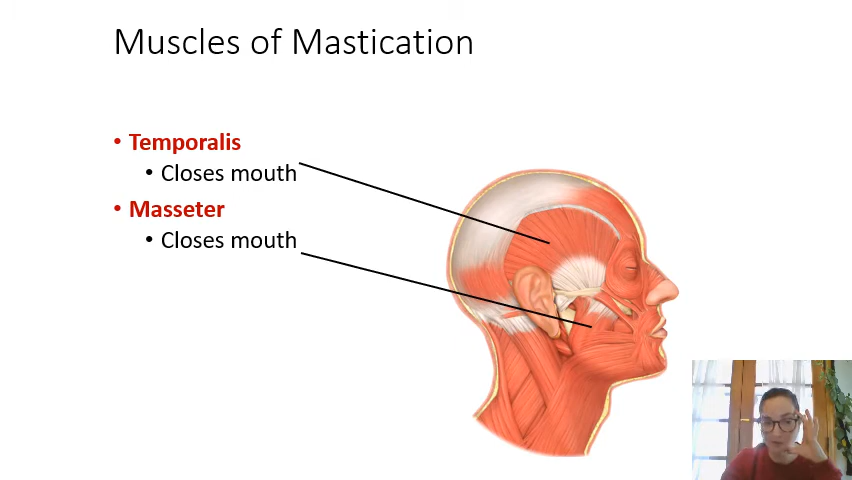 Muscles of Mastication
• Temporalis
• Closes mouth
• Masseter
• Closes mouth